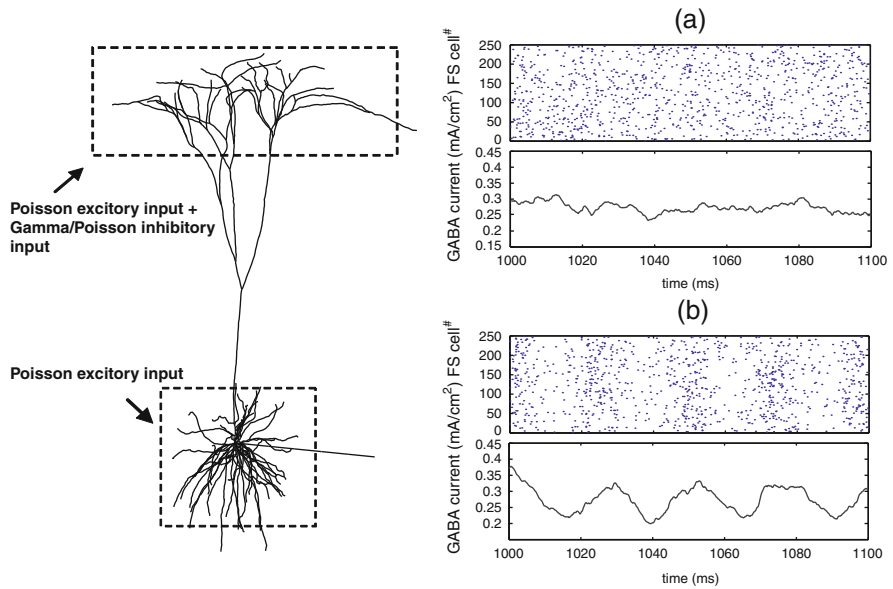 Poisson excitory input +
Gamma/Poisson inhibitory
input
Poisson excitory input
(a)
GABA current (mA/cm²) FS cell#
250
200
150
100
50
0
0.45
0.4
0.35
0.3
0.25
0.2
0.15
1000 1020 1040 1060 1080 1100
time (ms)
(b)
GABA current (mA/cm²) FS cell#
250
200
150
100
50
0
0.45
0.4
0.35
0.3
0.25
0.2
1000 1020 1040 1060 1080 1100
time (ms)